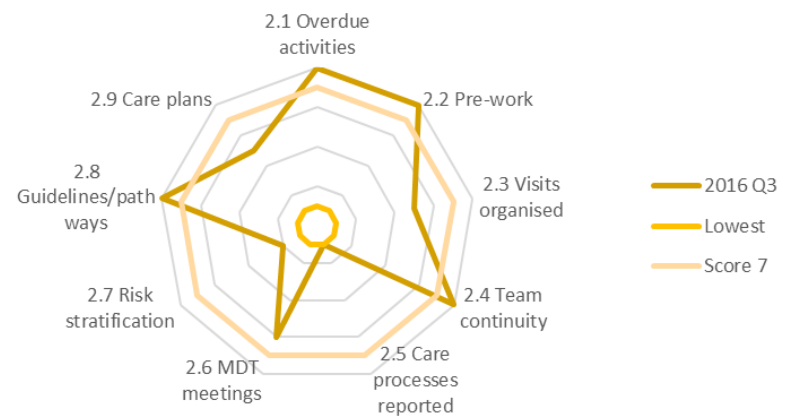 2.1 Overdue
activities
2.2 Pre-work
2.3 Visits
organised
2.4 Team
continuity
2.5 Care
processes
reported
2.6 MDT
meetings
2.7 Risk
stratification
2.8
Guidelines/path
ways
2.9 Care plans
2016 Q3
Lowest
Score 7